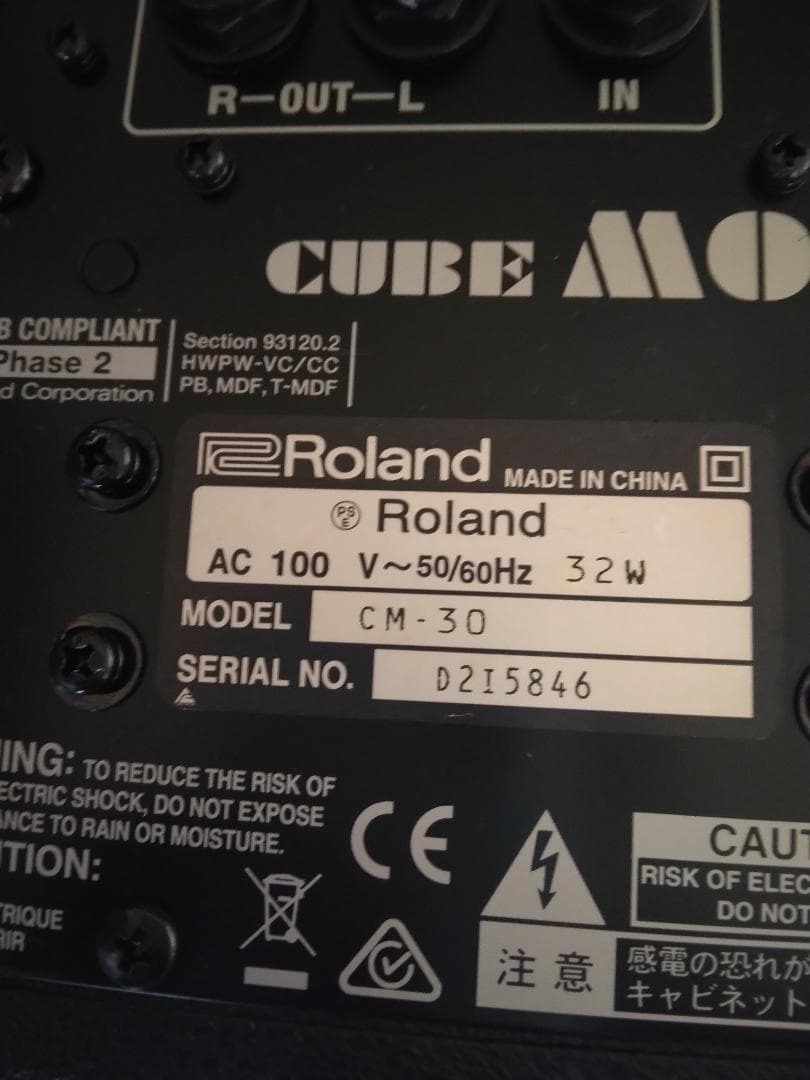 R—OUT—L
IN
CUBE MO
B COMPLIANT
Phase 2
d Corporation
Section 93120.2
HWPW-VC/CC
PB, MDF, T-MDF
Roland MADE IN CHINA
PS E Roland
AC 100 V～50/60Hz 32W
MODEL CM-30
SERIAL NO. D2I5846
ING: TO REDUCE THE RISK OF
ECTRIC SHOCK, DO NOT EXPOSE
ANCE TO RAIN OR MOISTURE.
TION:
TRIQUE
RIR
CE
CAUT
RISK OF ELEC
DO NOT
注意
感電の恐れが
キャビネット